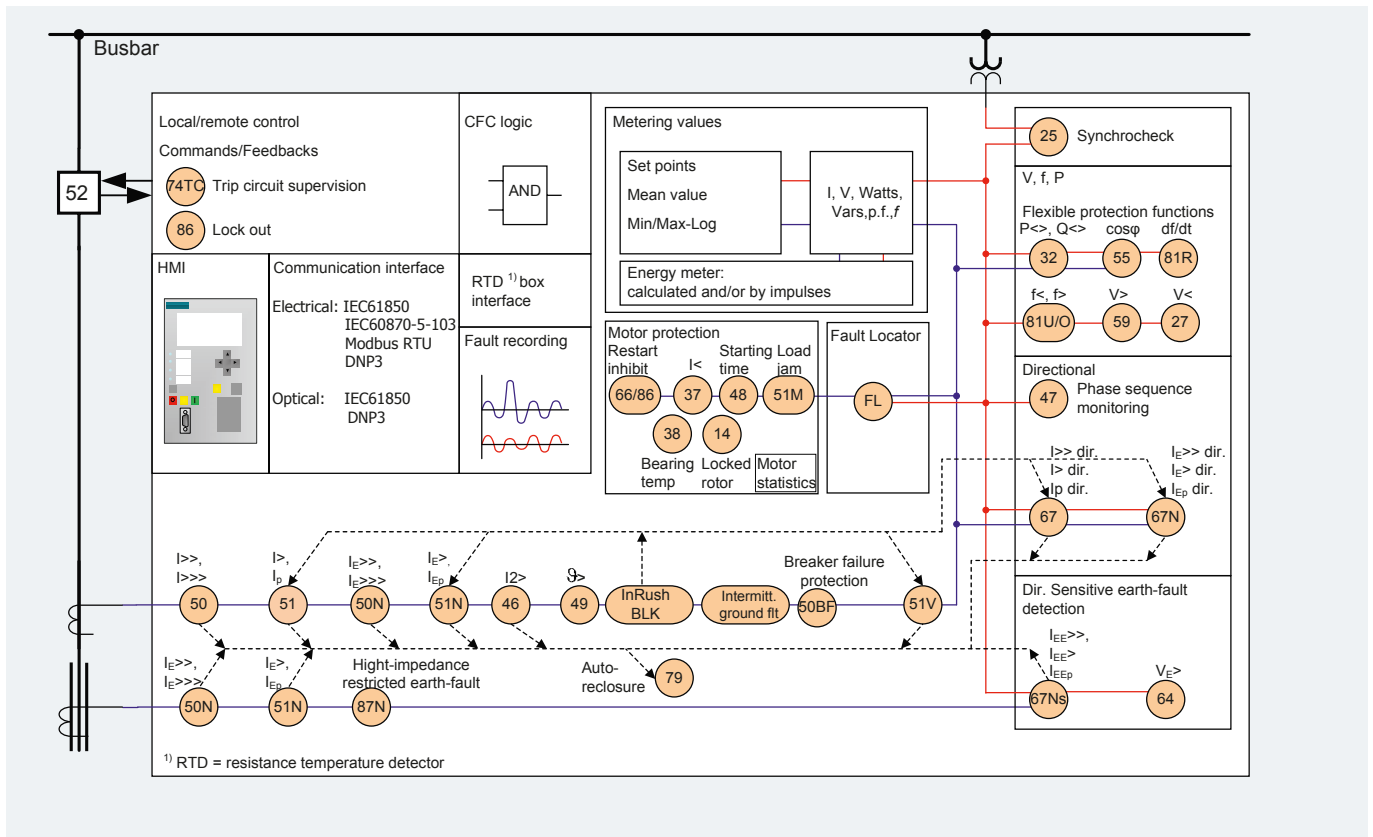 Busbar
52
Local/remote control
Commands/Feedbacks
74TC Trip circuit supervision
86 Lock out
CFC logic
AND
Metering values
Set points
Mean value
Min/Max-Log
I, V, Watts,
Vars,p.f.,f
Energy meter:
calculated and/or by impulses
25 Synchrocheck
V, f, P
Flexible protection functions
P<>, Q<> cosφ df/dt
32 55 81R
f<, f> V> V<
81U/O 59 27
HMI
Communication interface
Electrical: IEC61850
IEC60870-5-103
Modbus RTU
DNP3
Optical: IEC61850
DNP3
RTD 1) box
interface
Fault recording
Motor protection
Restart
inhibit
I<
Starting
time
Load
jam
66/86 37 48 51M
38 14
Bearing
temp
Locked
rotor
Motor
statistics
Fault Locator
FL
Directional
47 Phase sequence
monitoring
I>> dir.
I> dir.
Ip dir.
IE>> dir.
IE> dir.
IEp dir.
67 67N
I>>,
I>>>
I>,
Ip
IE>>,
IE>>>
IE>,
IEp
I2>
ϑ>
Breaker failure
protection
50 51 50N 51N 46 49
InRush
BLK
Intermitt.
ground flt
50BF 51V
Dir. Sensitive earth-fault
detection
IEE>>,
IEE>
IEEp
VE>
67Ns 64
IE>>,
IE>>>
IE>,
IEp
Hight-impedance
restricted earth-fault
Auto-
reclosure
79
50N 51N 87N
1) RTD = resistance temperature detector